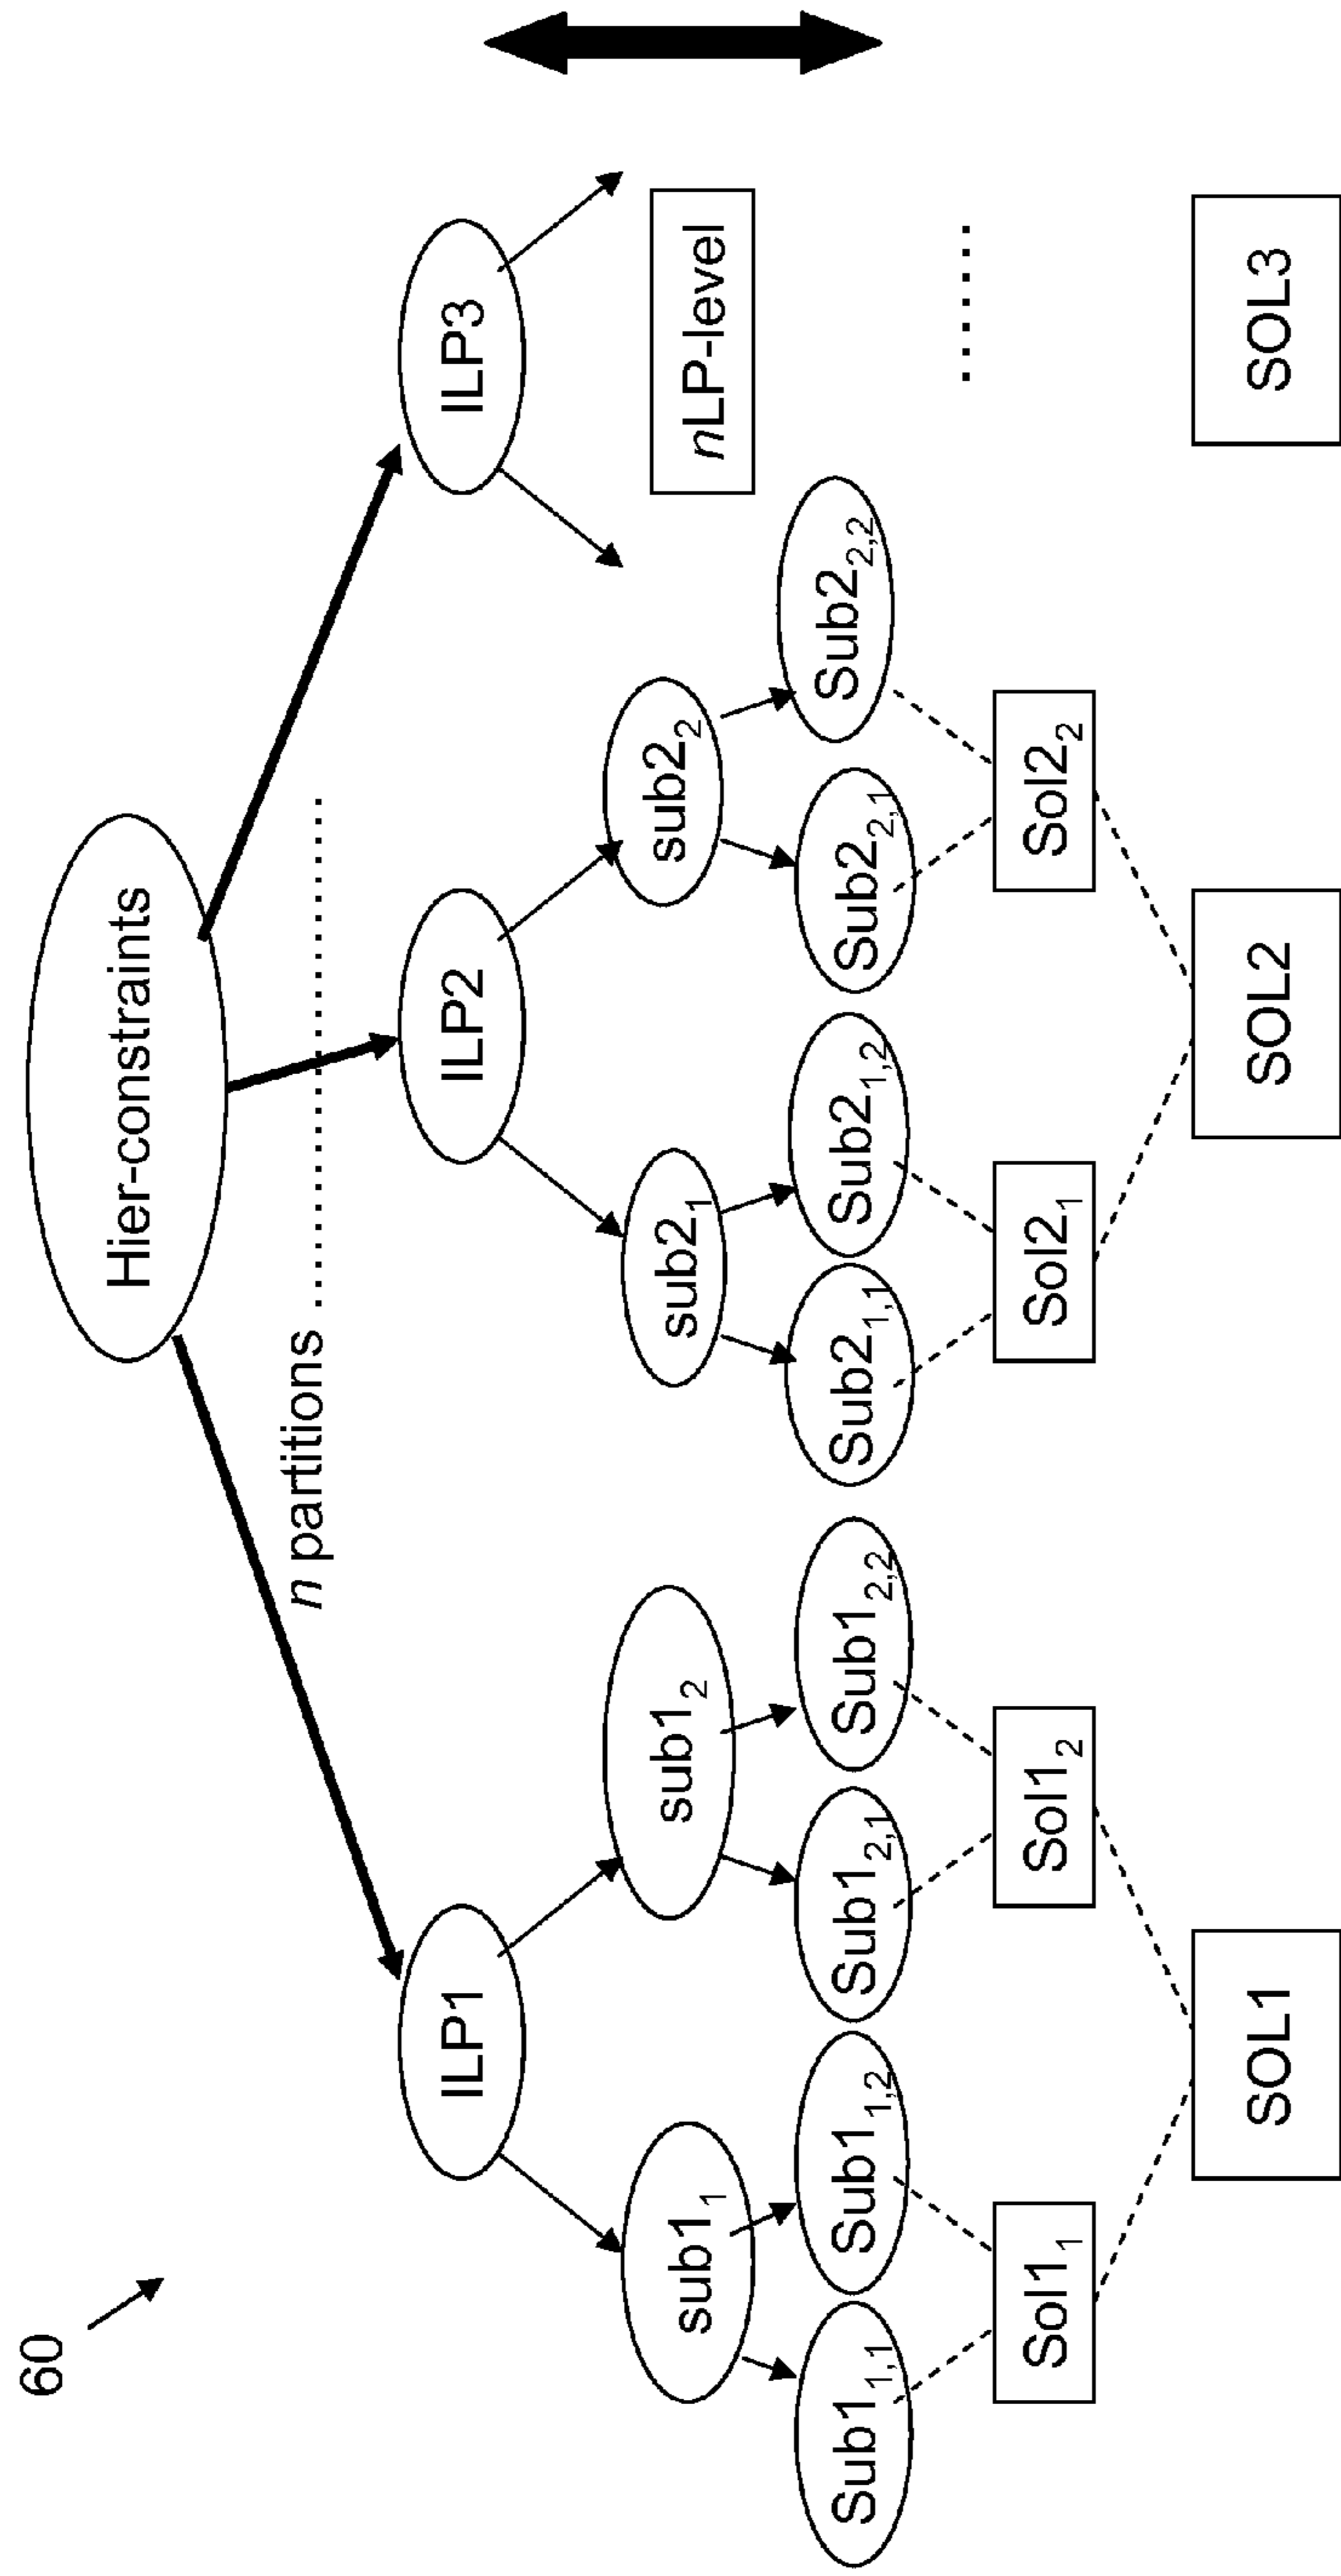 60
Hier-constraints
n partitions
ILP1
ILP2
ILP3
sub1₁
sub1₂
sub2₁
sub2₂
nLP-level
Sub1₁,₁
Sub1₁,₂
Sub1₂,₁
Sub1₂,₂
Sub2₁,₁
Sub2₁,₂
Sub2₂,₁
Sub2₂,₂
Sol1₁
Sol1₂
Sol2₁
Sol2₂
SOL1
SOL2
SOL3